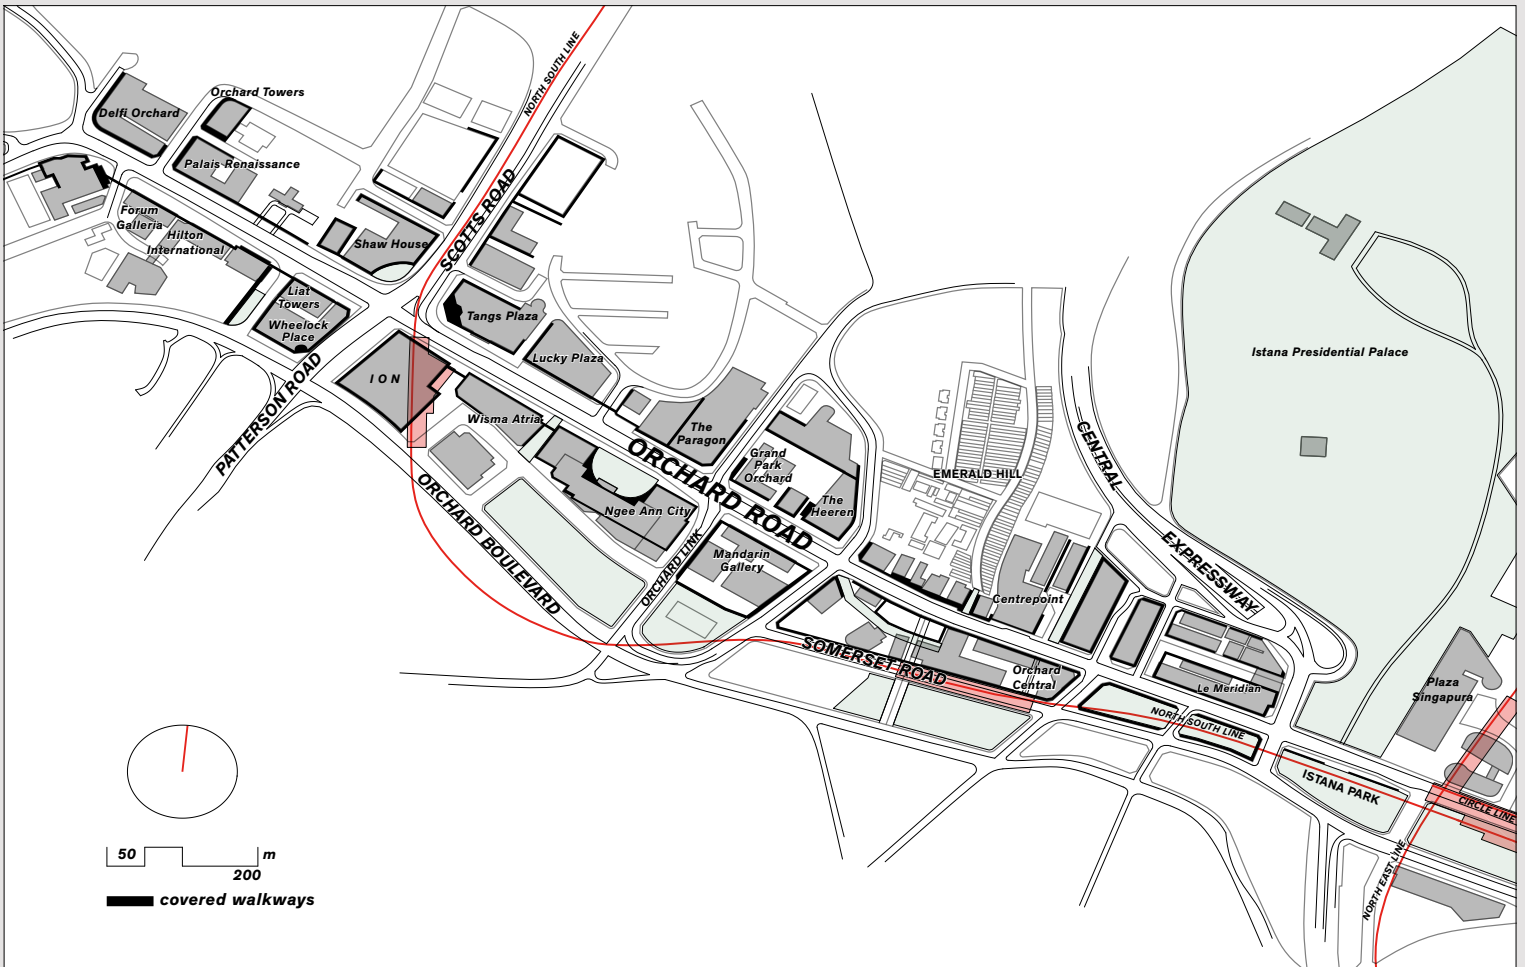 NORTH SOUTH LINE
Orchard Towers
Delfi Orchard
Palais Renaissance
SCOTTS ROAD
Forum
Galleria
Hilton
International
Shaw House
Liat
Towers
Wheelock
Place
Tangs Plaza
Lucky Plaza
Istana Presidential Palace
I O N
PATTERSON ROAD
Wisma Atria
The
Paragon
ORCHARD ROAD
Grand
Park
Orchard
The
Heeren
EMERALD HILL
CENTRAL
EXPRESSWAY
ORCHARD BOULEVARD
Ngee Ann City
ORCHARD LINK
Mandarin
Gallery
Centrepoint
SOMERSET ROAD
Orchard
Central
Le Meridian
Plaza
Singapura
NORTH SOUTH LINE
ISTANA PARK
CIRCLE LINE
NORTH EAST LINE
50
m
200
covered walkways